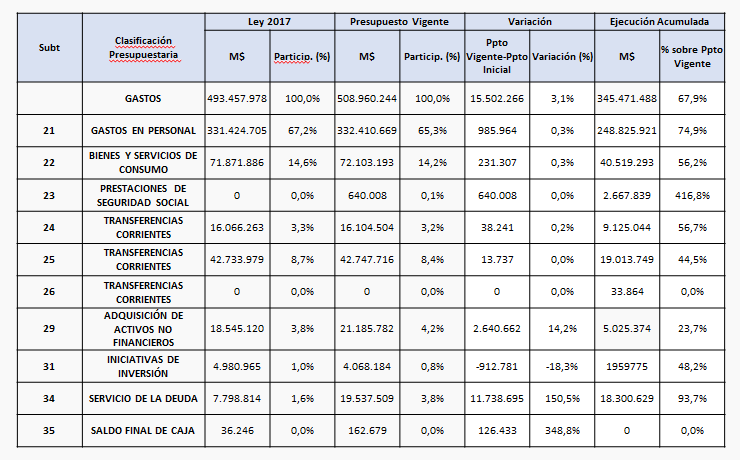 Subt Clasificación Presupuestaria Ley 2017 Presupuesto Vigente Variación Ejecución Acumulada
M$ Particip. (%) M$ Particip. (%) Ppto Vigente-Ppto Inicial Variación (%) M$ % sobre Ppto Vigente
GASTOS 493.457.978 100,0% 508.960.244 100,0% 15.502.266 3,1% 345.471.488 67,9%
21 GASTOS EN PERSONAL 331.424.705 67,2% 332.410.669 65,3% 985.964 0,3% 248.825.921 74,9%
22 BIENES Y SERVICIOS DE CONSUMO 71.871.886 14,6% 72.103.193 14,2% 231.307 0,3% 40.519.293 56,2%
23 PRESTACIONES DE SEGURIDAD SOCIAL 0 0,0% 640.008 0,1% 640.008 0,0% 2.667.839 416,8%
24 TRANSFERENCIAS CORRIENTES 16.066.263 3,3% 16.104.504 3,2% 38.241 0,2% 9.125.044 56,7%
25 TRANSFERENCIAS CORRIENTES 42.733.979 8,7% 42.747.716 8,4% 13.737 0,0% 19.013.749 44,5%
26 TRANSFERENCIAS CORRIENTES 0 0,0% 0 0,0% 0 0,0% 33.864 0,0%
29 ADQUISICIÓN DE ACTIVOS NO FINANCIEROS 18.545.120 3,8% 21.185.782 4,2% 2.640.662 14,2% 5.025.374 23,7%
31 INICIATIVAS DE INVERSIÓN 4.980.965 1,0% 4.068.184 0,8% -912.781 -18,3% 1959775 48,2%
34 SERVICIO DE LA DEUDA 7.798.814 1,6% 19.537.509 3,8% 11.738.695 150,5% 18.300.629 93,7%
35 SALDO FINAL DE CAJA 36.246 0,0% 162.679 0,0% 126.433 348,8% 0 0,0%